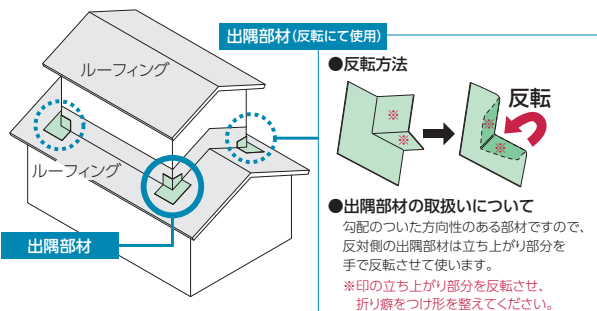 出隅部材(反転にて使用)
ルーフィング
ルーフィング
出隅部材
●反転方法
※
※
反転
※
※
●出隅部材の取扱いについて
勾配のついた方向性のある部材ですので、
反対側の出隅部材は立ち上がり部分を
手で反転させて使います。
※印の立ち上がり部分を反転させ、
折り癖をつけ形を整えてください。